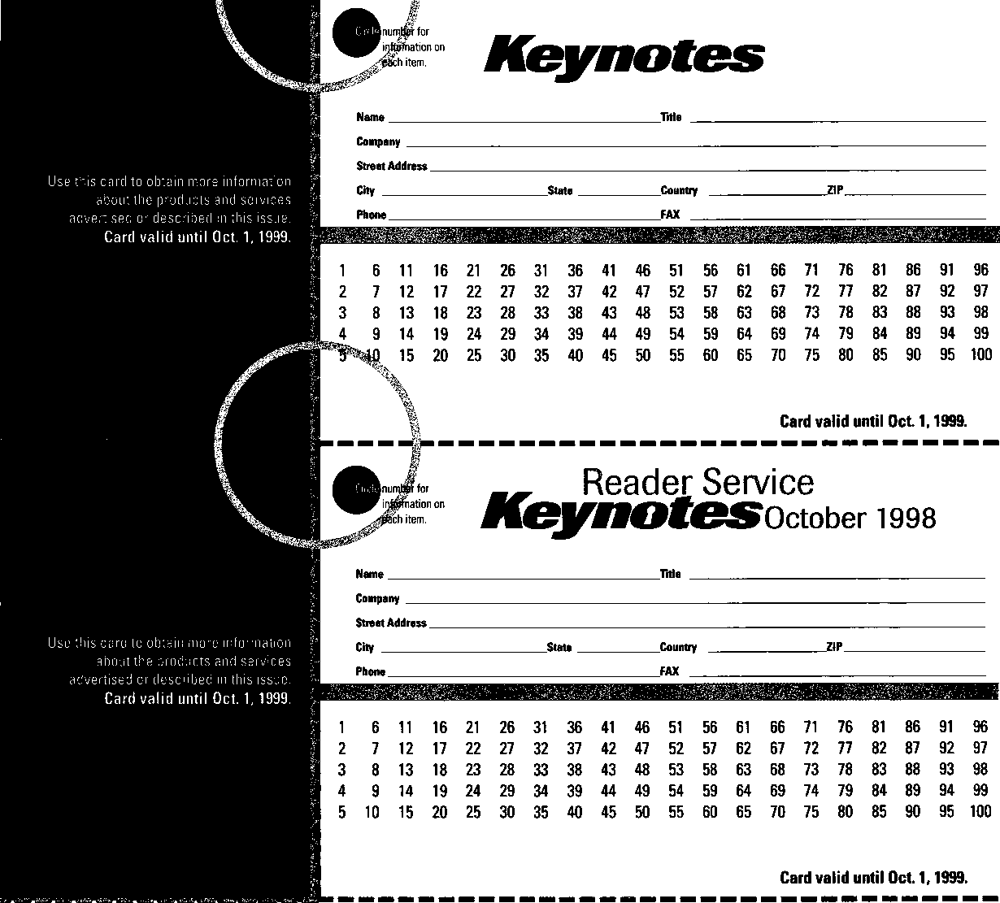 Circle number for
information on
each item.
Keynotes
Name Title
Company
Street Address
City State Country ZIP
Phone FAX
Use this card to obtain more information
about the products and services
advertised or described in this issue.
Card valid until Oct. 1, 1999.
1 6 11 16 21 26 31 36 41 46 51 56 61 66 71 76 81 86 91 96
2 7 12 17 22 27 32 37 42 47 52 57 62 67 72 77 82 87 92 97
3 8 13 18 23 28 33 38 43 48 53 58 63 68 73 78 83 88 93 98
4 9 14 19 24 29 34 39 44 49 54 59 64 69 74 79 84 89 94 99
5 10 15 20 25 30 35 40 45 50 55 60 65 70 75 80 85 90 95 100
Card valid until Oct. 1, 1999.
Circle number for
information on
each item.
Reader Service
Keynotes October 1998
Name Title
Company
Street Address
City State Country ZIP
Phone FAX
Use this card to obtain more information
about the products and services
advertised or described in this issue.
Card valid until Oct. 1, 1999.
1 6 11 16 21 26 31 36 41 46 51 56 61 66 71 76 81 86 91 96
2 7 12 17 22 27 32 37 42 47 52 57 62 67 72 77 82 87 92 97
3 8 13 18 23 28 33 38 43 48 53 58 63 68 73 78 83 88 93 98
4 9 14 19 24 29 34 39 44 49 54 59 64 69 74 79 84 89 94 99
5 10 15 20 25 30 35 40 45 50 55 60 65 70 75 80 85 90 95 100
Card valid until Oct. 1, 1999.